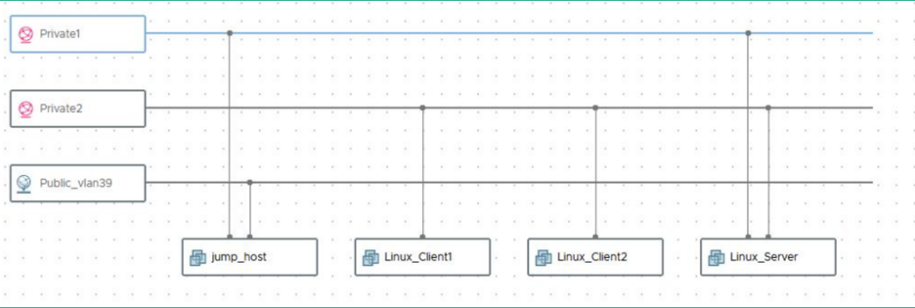 Private1
Private2
Public_vlan39
jump_host
Linux_Client1
Linux_Client2
Linux_Server